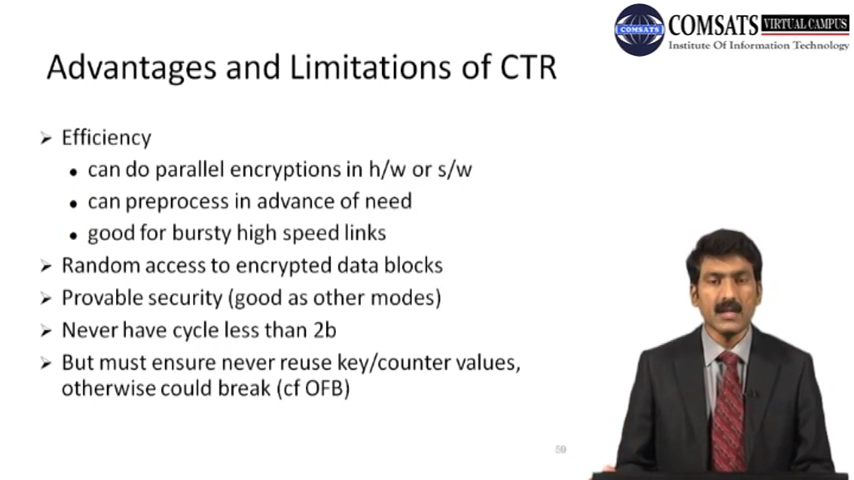 COMSATS
COMSATS VIRTUAL CAMPUS
Institute Of Information Technology
Advantages and Limitations of CTR
➢ Efficiency
• can do parallel encryptions in h/w or s/w
• can preprocess in advance of need
• good for bursty high speed links
➢ Random access to encrypted data blocks
➢ Provable security (good as other modes)
➢ Never have cycle less than 2b
➢ But must ensure never reuse key/counter values,
otherwise could break (cf OFB)
59